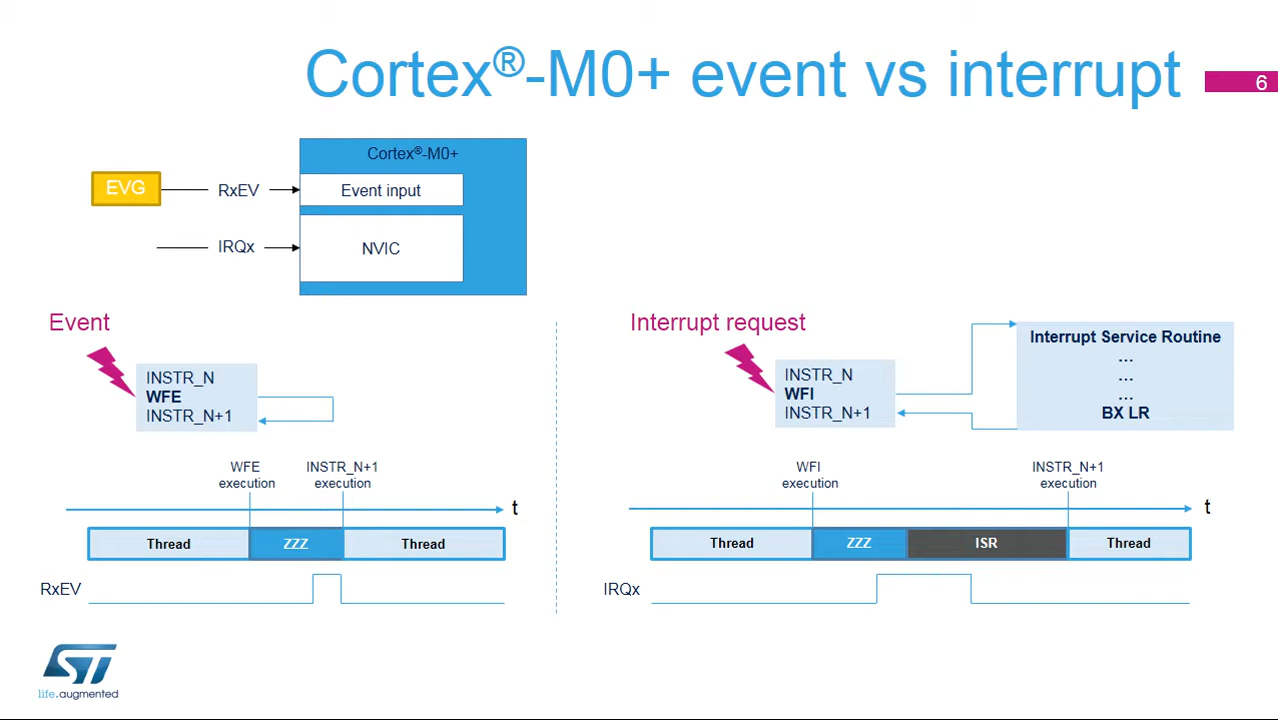 Cortex®-M0+ event vs interrupt
6
Cortex®-M0+
EVG
RxEV
Event input
IRQx
NVIC
Event
INSTR_N
WFE
INSTR_N+1
WFE
execution
INSTR_N+1
execution
t
Thread
ZZZ
Thread
RxEV
Interrupt request
INSTR_N
WFI
INSTR_N+1
Interrupt Service Routine
...
...
...
BX LR
WFI
execution
INSTR_N+1
execution
t
Thread
ZZZ
ISR
Thread
IRQx
ST
life.augmented